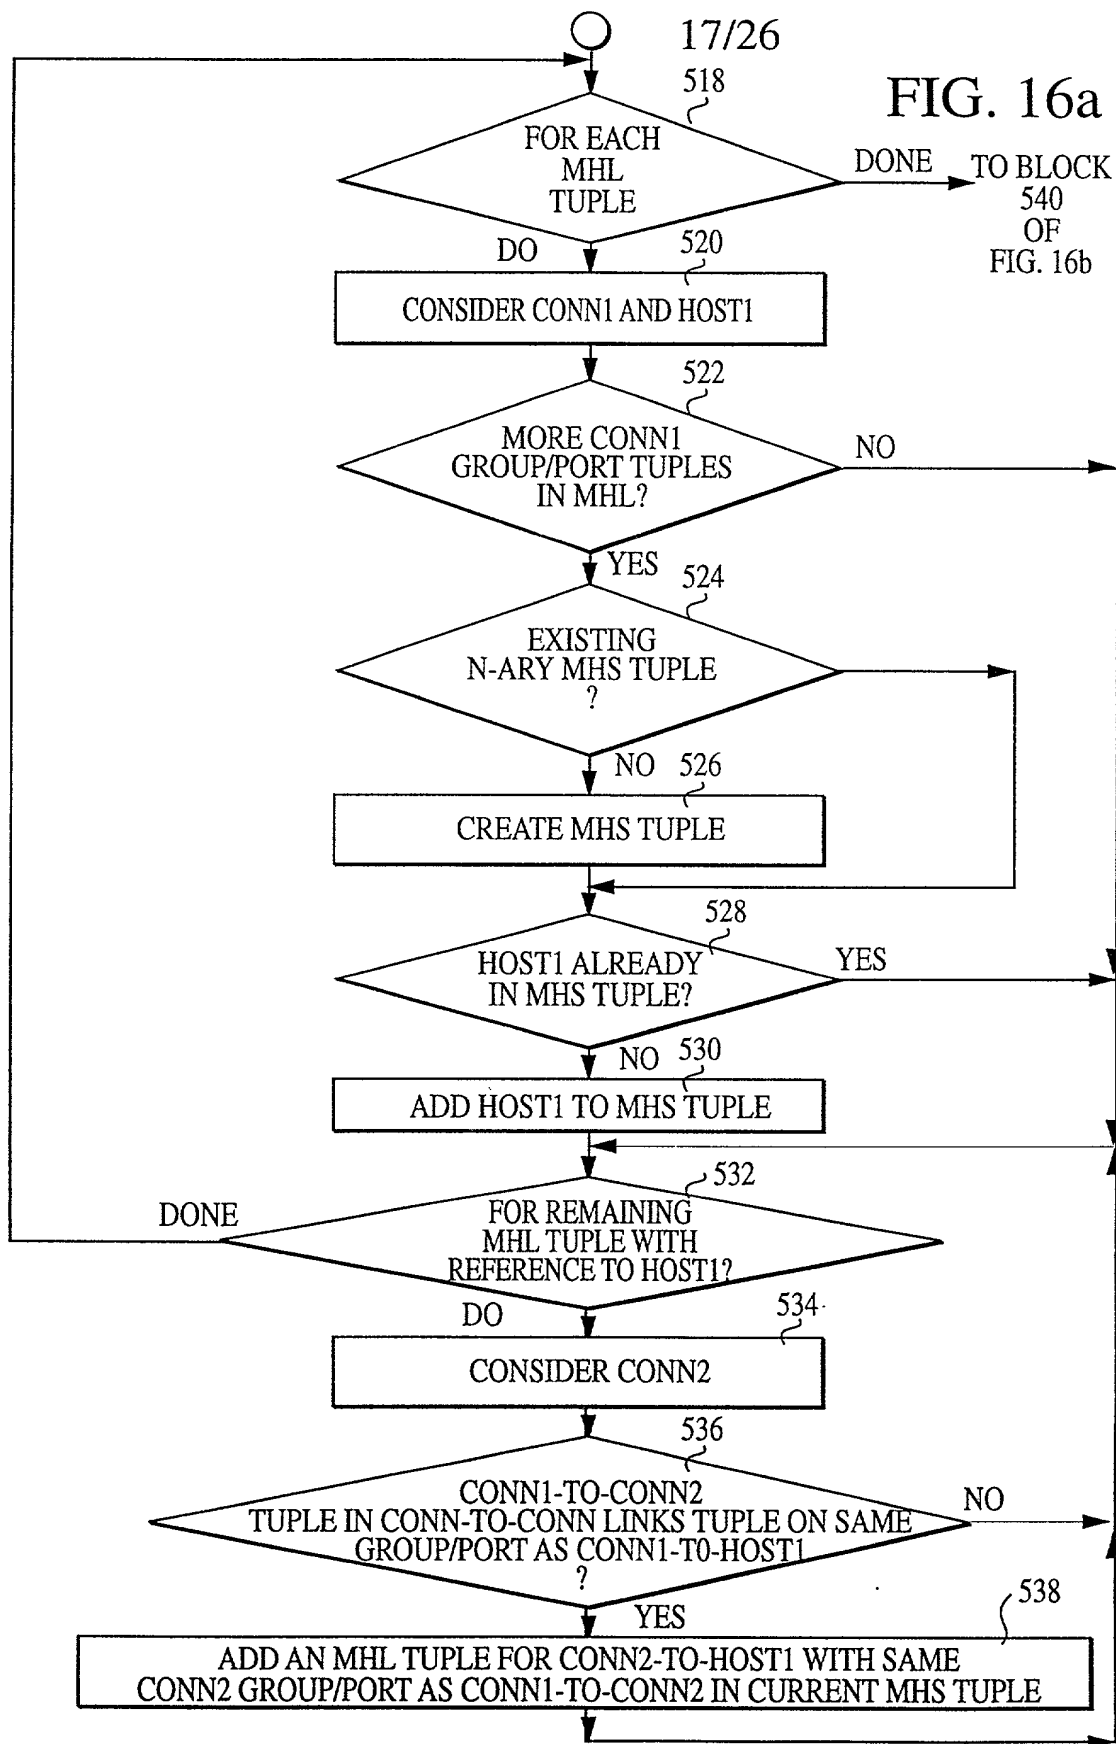 17/26
FIG. 16a
518
FOR EACH
MHL
TUPLE
DONE
TO BLOCK
540
OF
FIG. 16b
DO
520
CONSIDER CONN1 AND HOST1
522
MORE CONN1
GROUP/PORT TUPLES
IN MHL?
NO
YES
524
EXISTING
N-ARY MHS TUPLE
?
NO
526
CREATE MHS TUPLE
528
HOST1 ALREADY
IN MHS TUPLE?
YES
NO
530
ADD HOST1 TO MHS TUPLE
532
DONE
FOR REMAINING
MHL TUPLE WITH
REFERENCE TO HOST1?
DO
534
CONSIDER CONN2
536
CONN1-TO-CONN2
TUPLE IN CONN-TO-CONN LINKS TUPLE ON SAME
GROUP/PORT AS CONN1-T0-HOST1
?
NO
YES
538
ADD AN MHL TUPLE FOR CONN2-TO-HOST1 WITH SAME
CONN2 GROUP/PORT AS CONN1-TO-CONN2 IN CURRENT MHS TUPLE